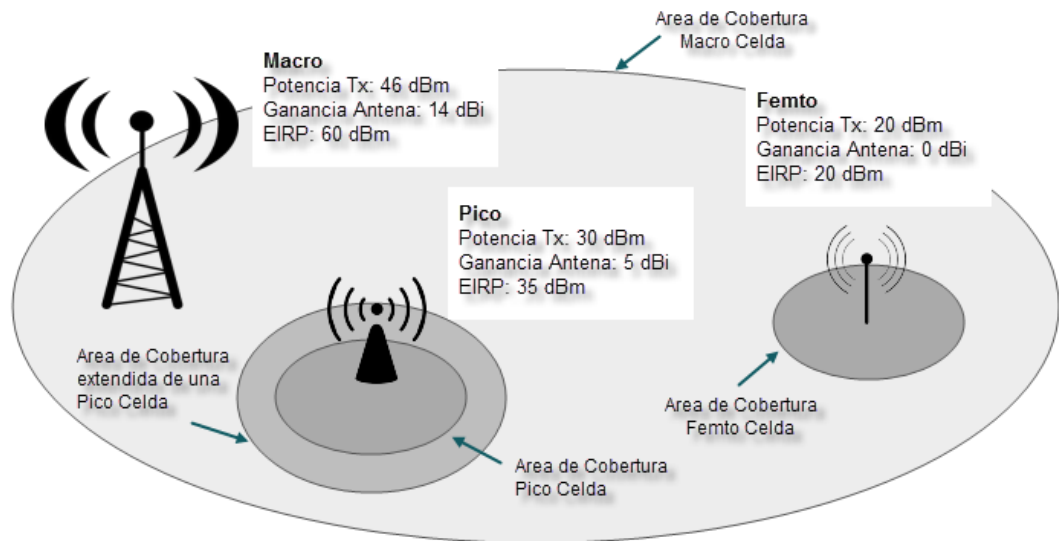 Area de Cobertura
Macro Celda
Macro
Potencia Tx: 46 dBm
Ganancia Antena: 14 dBi
EIRP: 60 dBm
Femto
Potencia Tx: 20 dBm
Ganancia Antena: 0 dBi
EIRP: 20 dBm
Pico
Potencia Tx: 30 dBm
Ganancia Antena: 5 dBi
EIRP: 35 dBm
Area de Cobertura
extendida de una
Pico Celda
Area de Cobertura
Femto Celda
Area de Cobertura
Pico Celda